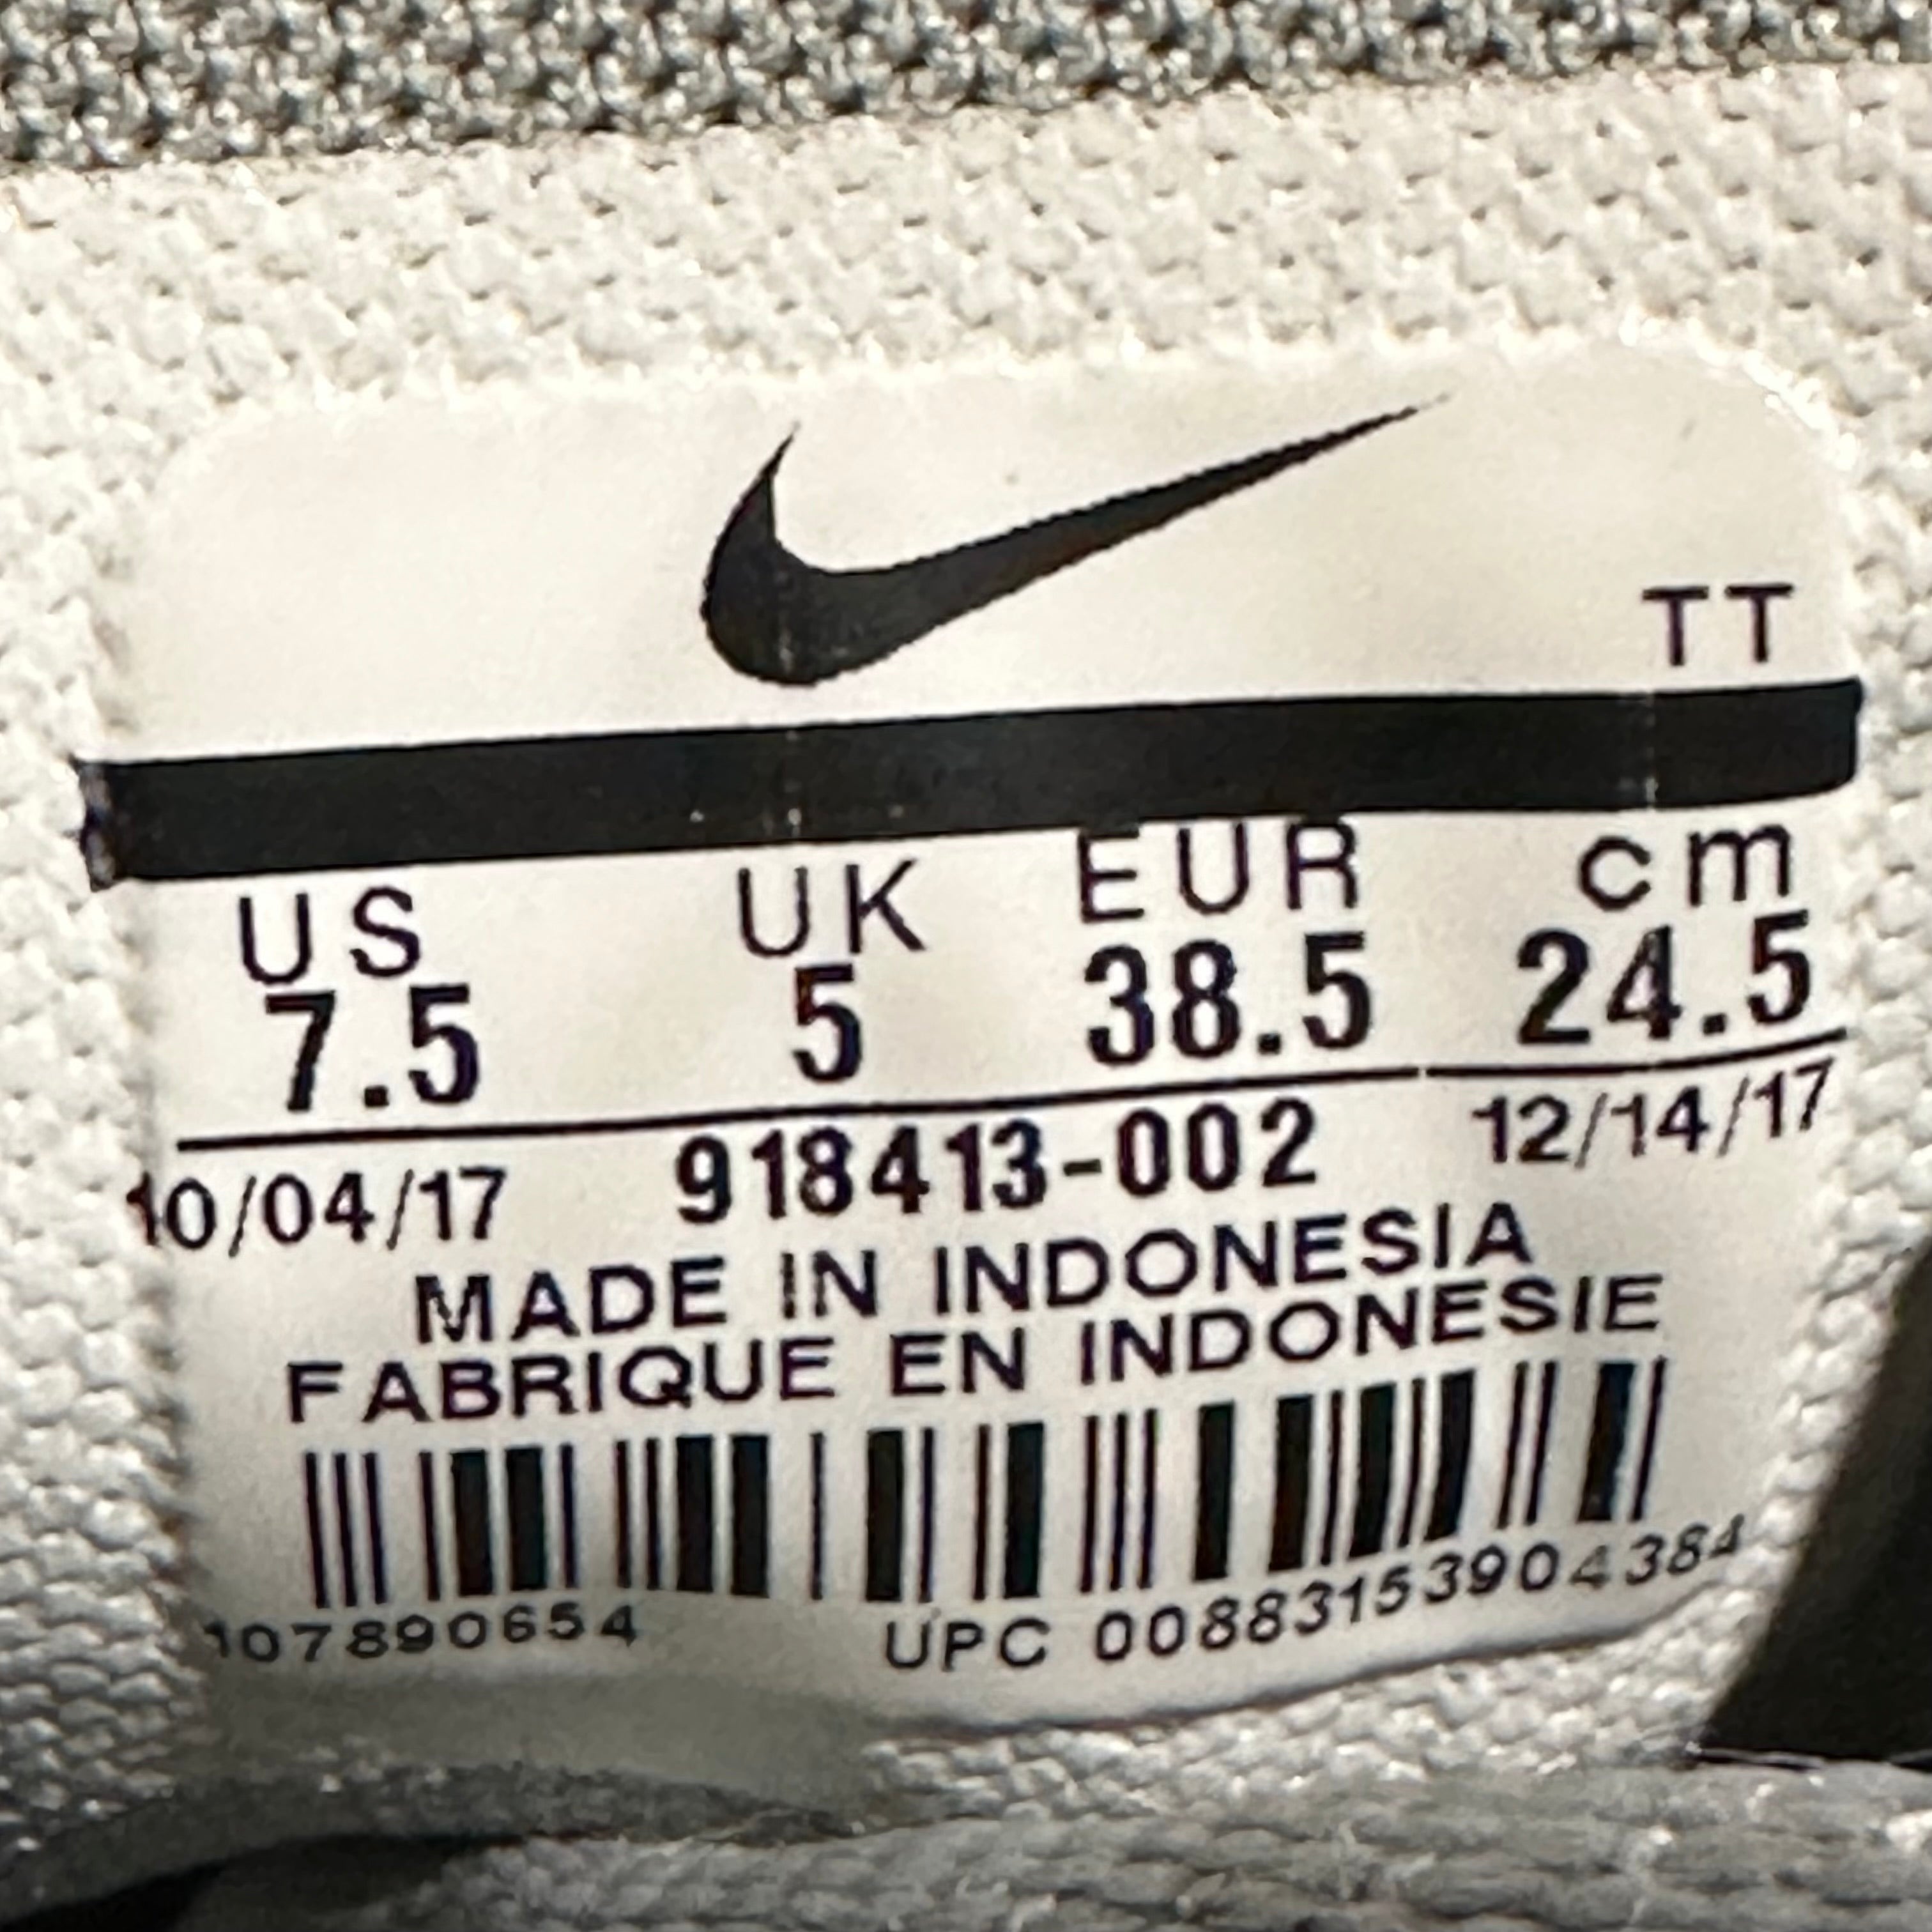 TT
US UK EUR cm
7.5 5 38.5 24.5
10/04/17 918413-002 12/14/17
MADE IN INDONESIA
FABRIQUE EN INDONESIE
107890654 UPC 00883153904384